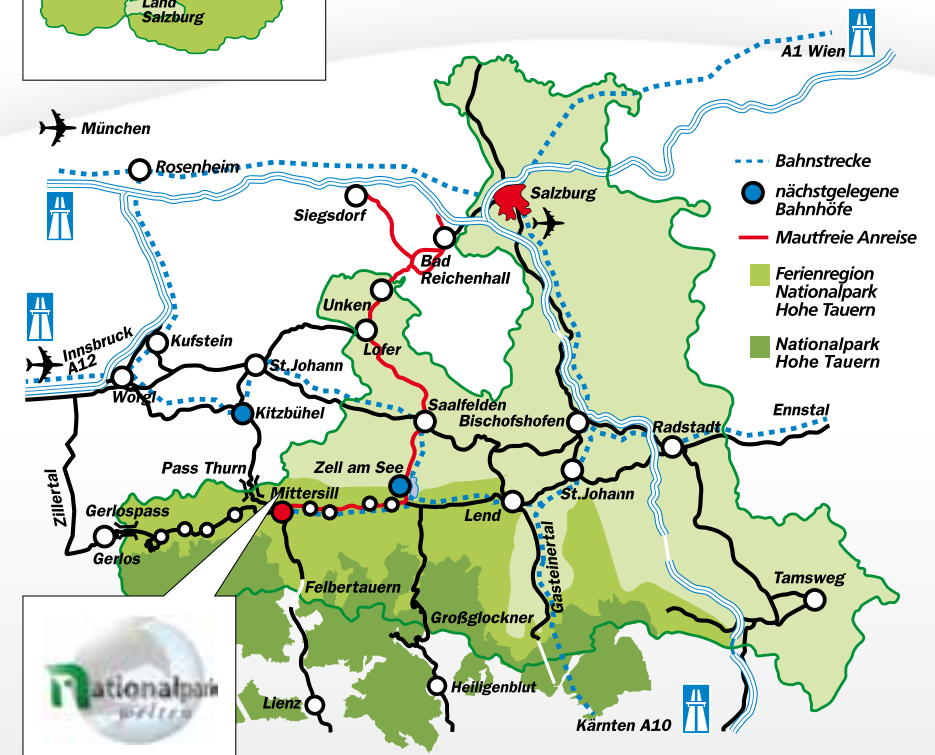 Land
Salzburg
A1 Wien
München
Rosenheim
Siegsdorf
Salzburg
Bad
Reichenhall
Unken
Lofer
Innsbruck
A12
Kufstein
Wörgl
St.Johann
Kitzbühel
Saalfelden
Bischofshofen
Radstadt
Ennstal
Zillertal
Pass Thurn
Zell am See
Mittersill
St.Johann
Lend
Gerlospass
Gerlos
Gasteinertal
Felbertauern
Großglockner
Tamsweg
Heiligenblut
Lienz
Kärnten A10
Bahnstrecke
nächstgelegene
Bahnhöfe
Mautfreie Anreise
Ferienregion
Nationalpark
Hohe Tauern
Nationalpark
Hohe Tauern
nationalpark
welten